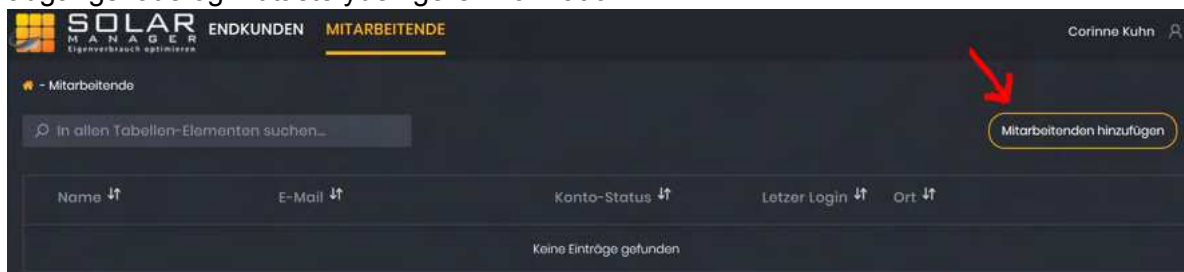 SOLAR
MANAGER
Eigenverbrauch optimieren
ENDKUNDEN MITARBEITENDE
Corinne Kuhn
- Mitarbeitende
In allen Tabellen-Elementen suchen...
Mitarbeitenden hinzufügen
Name E-Mail Konto-Status Letzer Login Ort
Keine Einträge gefunden